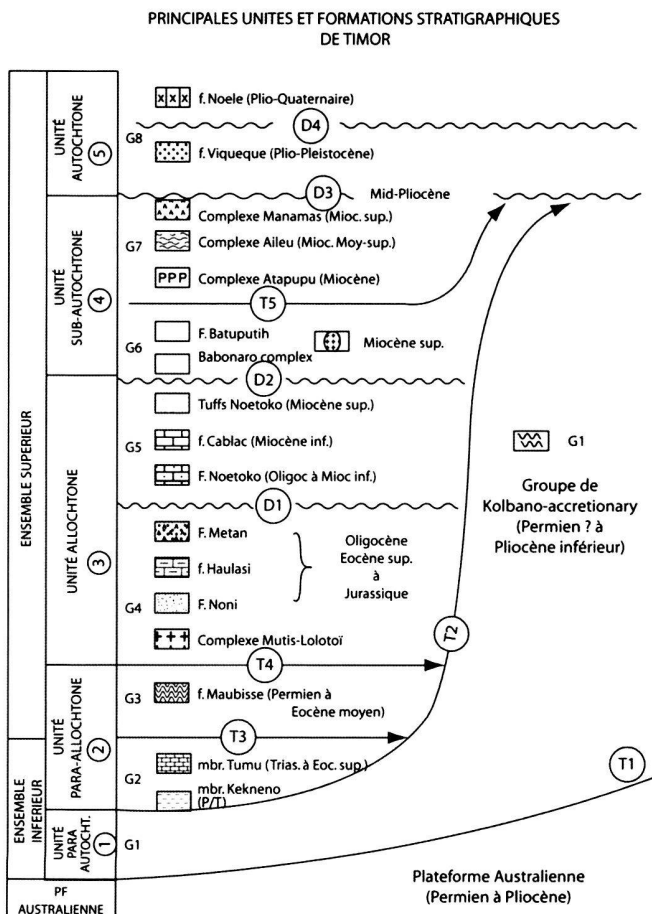 PRINCIPALES UNITES ET FORMATIONS STRATIGRAPHIQUES
DE TIMOR
ENSEMBLE SUPERIEUR
ENSEMBLE
INFERIEUR
UNITÉ
AUTOCHTONE
5
UNITÉ
SUB-AUTOCHTONE
4
UNITÉ ALLOCHTONE
3
UNITÉ
PARA-ALLOCHTONE
2
UNITÉ
PARA
AUTOCHT.
1
PF
AUSTRALIENNE
G8
x x x
f. Noele (Plio-Quaternaire)
D4
f. Viqueque (Plio-Pleistocène)
D3
Mid-Pliocène
G7
Complexe Manamas (Mioc. sup.)
Complexe Aileu (Mioc. Moy-sup.)
PPP
Complexe Atapupu (Miocène)
T5
G6
F. Batuputih
Babonaro complex
Miocène sup.
D2
G5
Tuffs Noetoko (Miocène sup.)
f. Cablac (Miocène inf.)
F. Noetoko (Oligoc à Mioc inf.)
D1
G4
F. Metan
f. Haulasi
F. Noni
Oligocène
Eocène sup.
à
Jurassique
Complexe Mutis-Lolotoï
T4
G3
f. Maubisse (Permien à
Eocène moyen)
T3
G2
mbr. Tumu (Trias. à Eoc. sup.)
mbr. Kekneno
(P/T)
G1
T2
G1
Groupe de
Kolbano-accretionary
(Permien ? à
Pliocène inférieur)
T1
Plateforme Australienne
(Permien à Pliocène)